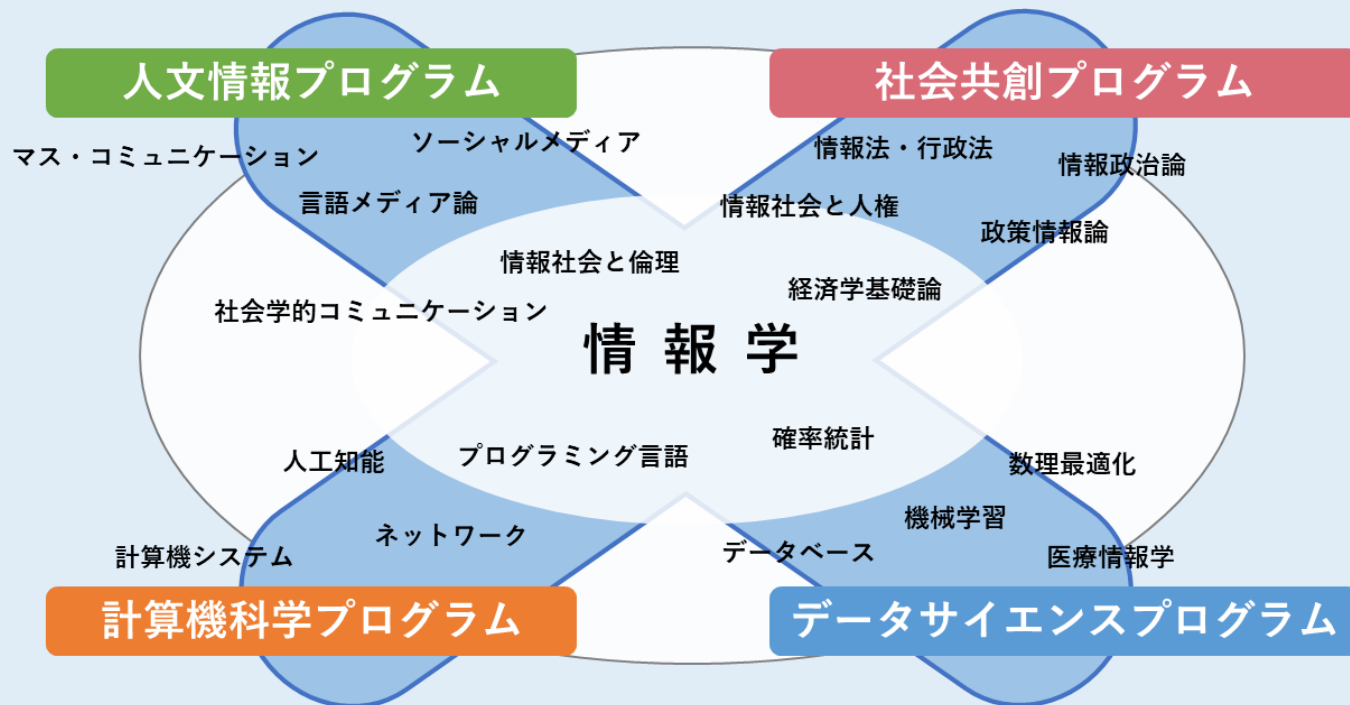 人文情報プログラム
社会共創プログラム
マス・コミュニケーション
ソーシャルメディア
情報法・行政法
情報政治論
言語メディア論
情報社会と人権
政策情報論
情報社会と倫理
経済学基礎論
社会学的コミュニケーション
情報学
人工知能
プログラミング言語
確率統計
数理最適化
計算機システム
ネットワーク
データベース
機械学習
医療情報学
計算機科学プログラム
データサイエンスプログラム